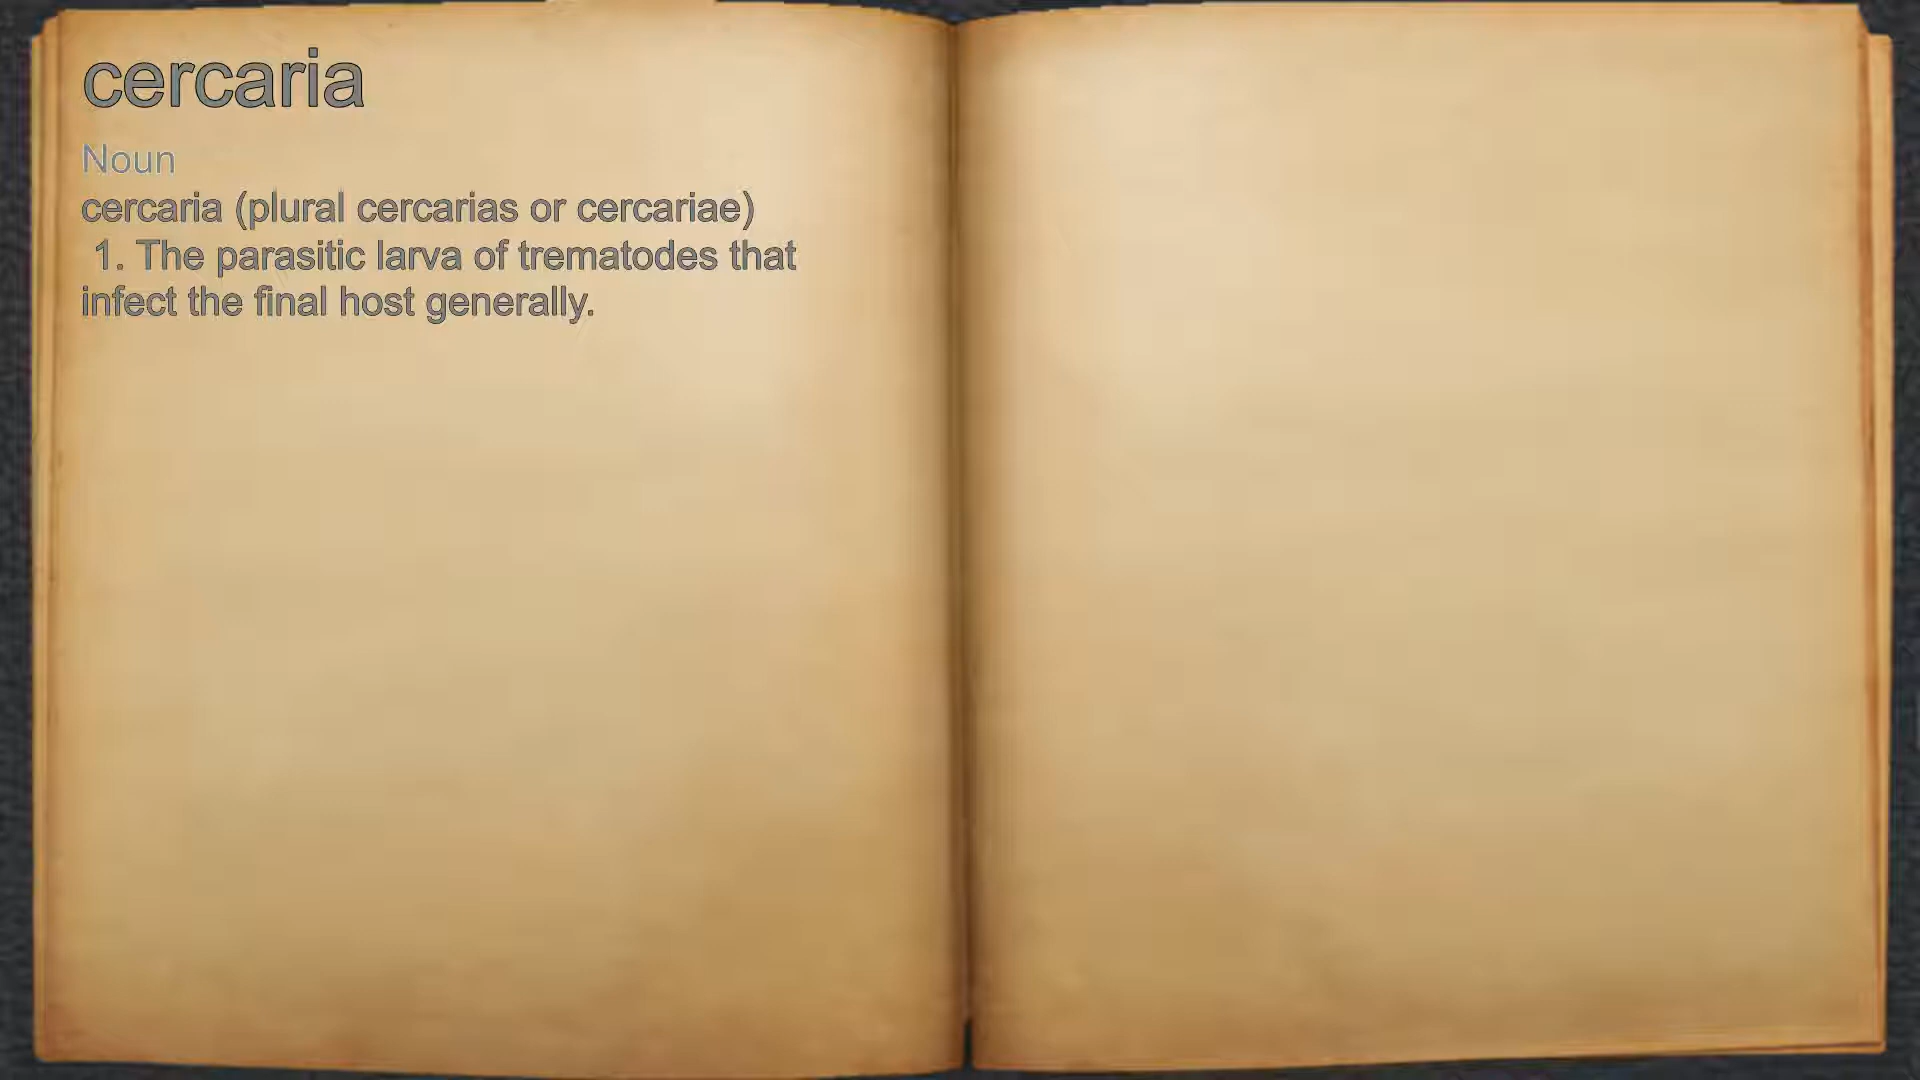 cercaria
Noun
cercaria (plural cercarias or cercariae)
1. The parasitic larva of trematodes that
infect the final host generally.